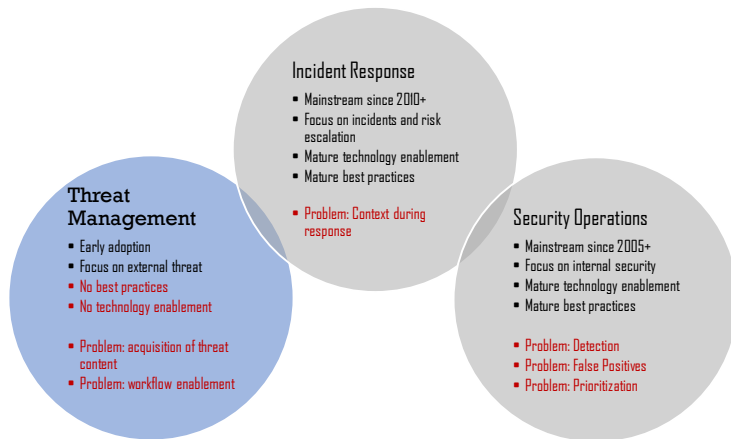 Incident Response
▪ Mainstream since 2010+
▪ Focus on incidents and risk
escalation
▪ Mature technology enablement
▪ Mature best practices
▪ Problem: Context during
response
Threat
Management
▪ Early adoption
▪ Focus on external threat
▪ No best practices
▪ No technology enablement
▪ Problem: acquisition of threat
content
▪ Problem: workflow enablement
Security Operations
▪ Mainstream since 2005+
▪ Focus on internal security
▪ Mature technology enablement
▪ Mature best practices
▪ Problem: Detection
▪ Problem: False Positives
▪ Problem: Prioritization